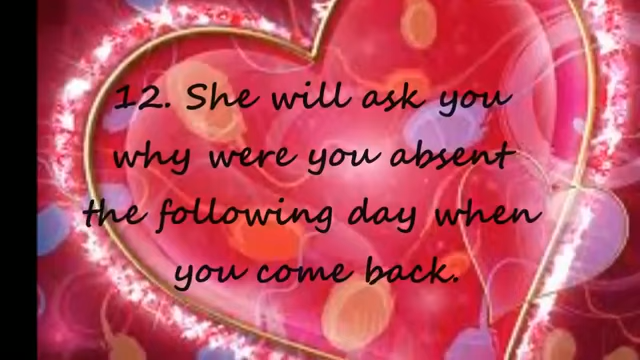 12. She will ask you
why were you absent
the following day when
you come back.